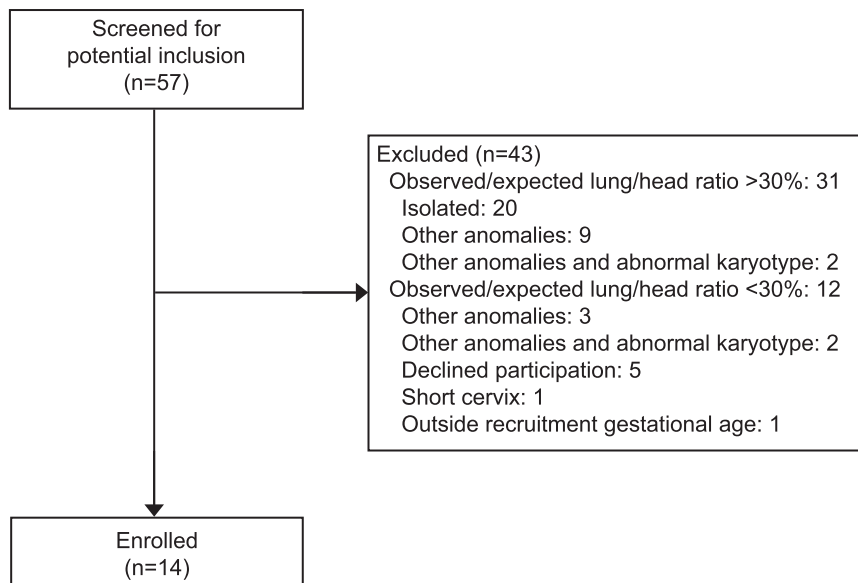 Screened for
potential inclusion
(n=57)
Excluded (n=43)
Observed/expected lung/head ratio >30%: 31
Isolated: 20
Other anomalies: 9
Other anomalies and abnormal karyotype: 2
Observed/expected lung/head ratio <30%: 12
Other anomalies: 3
Other anomalies and abnormal karyotype: 2
Declined participation: 5
Short cervix: 1
Outside recruitment gestational age: 1
Enrolled
(n=14)